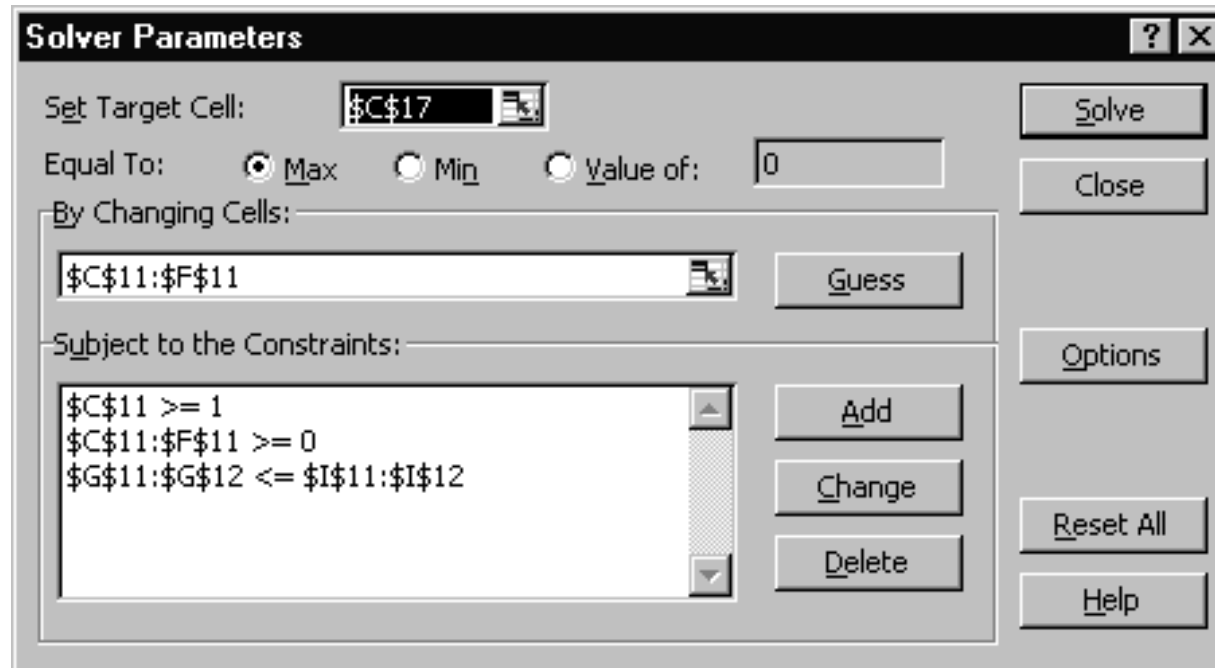 Solver Parameters
?
Set Target Cell: $C$17
Solve
Equal To: Max Min Value of: 0
Close
By Changing Cells:
$C$11:$F$11
Guess
Subject to the Constraints:
Options
$C$11 >= 1
Add
$C$11:$F$11 >= 0
$G$11:$G$12 <= $I$11:$I$12
Change
Reset All
Delete
Help